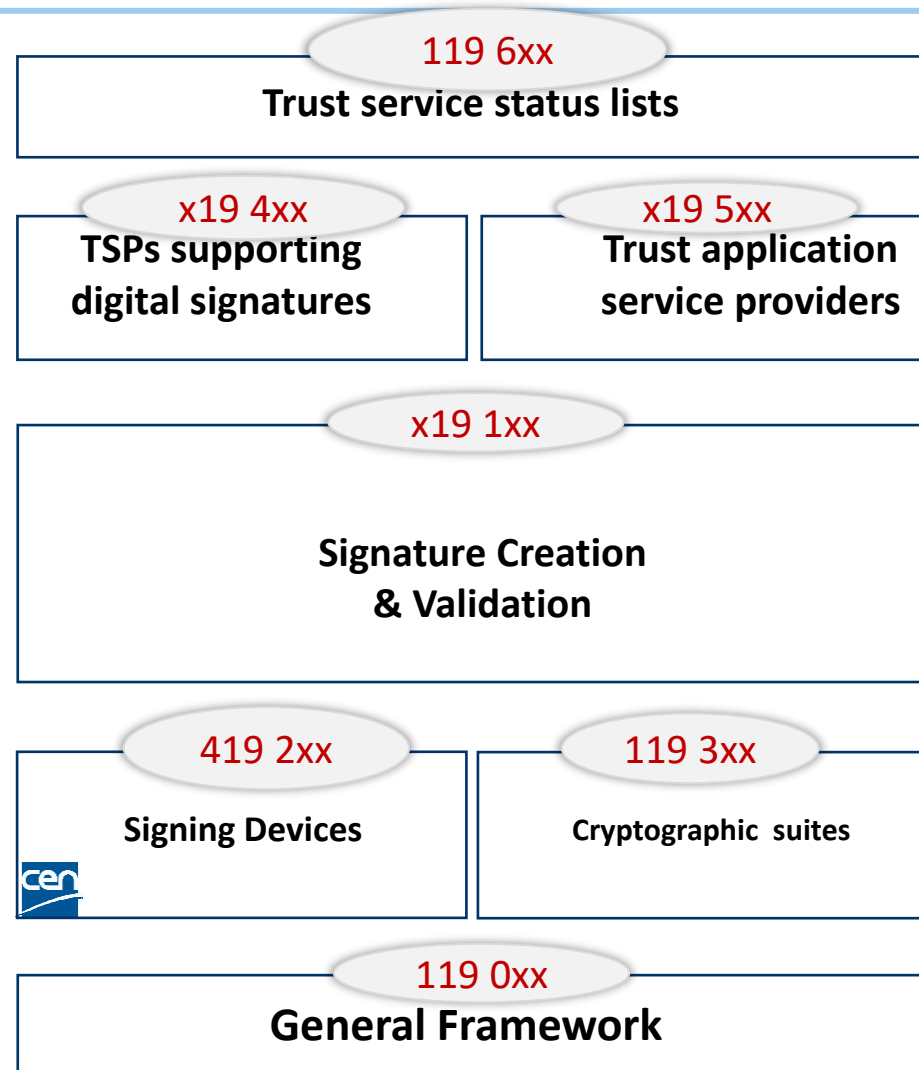 119 6xx
Trust service status lists
x19 4xx
TSPs supporting
digital signatures
x19 5xx
Trust application
service providers
x19 1xx
Signature Creation
& Validation
419 2xx
Signing Devices
cen
119 3xx
Cryptographic suites
119 0xx
General Framework